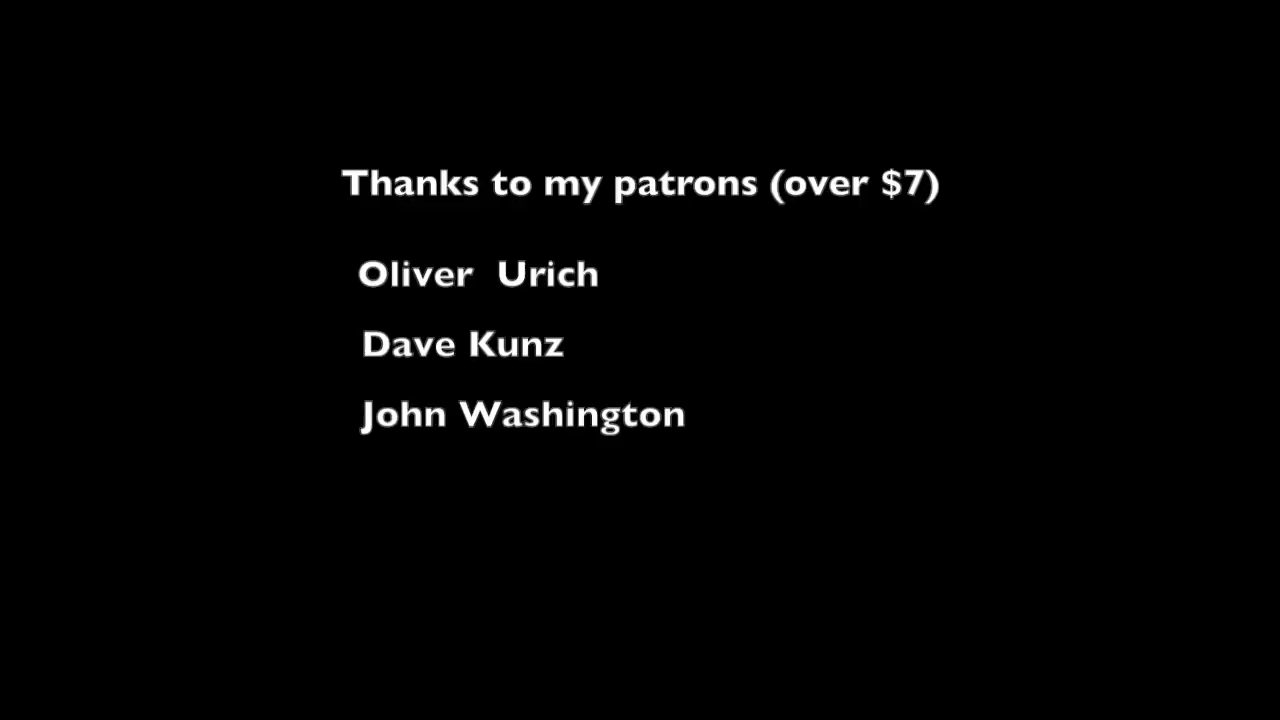 Thanks to my patrons (over $7)
Oliver  Urich
Dave Kunz
John Washington